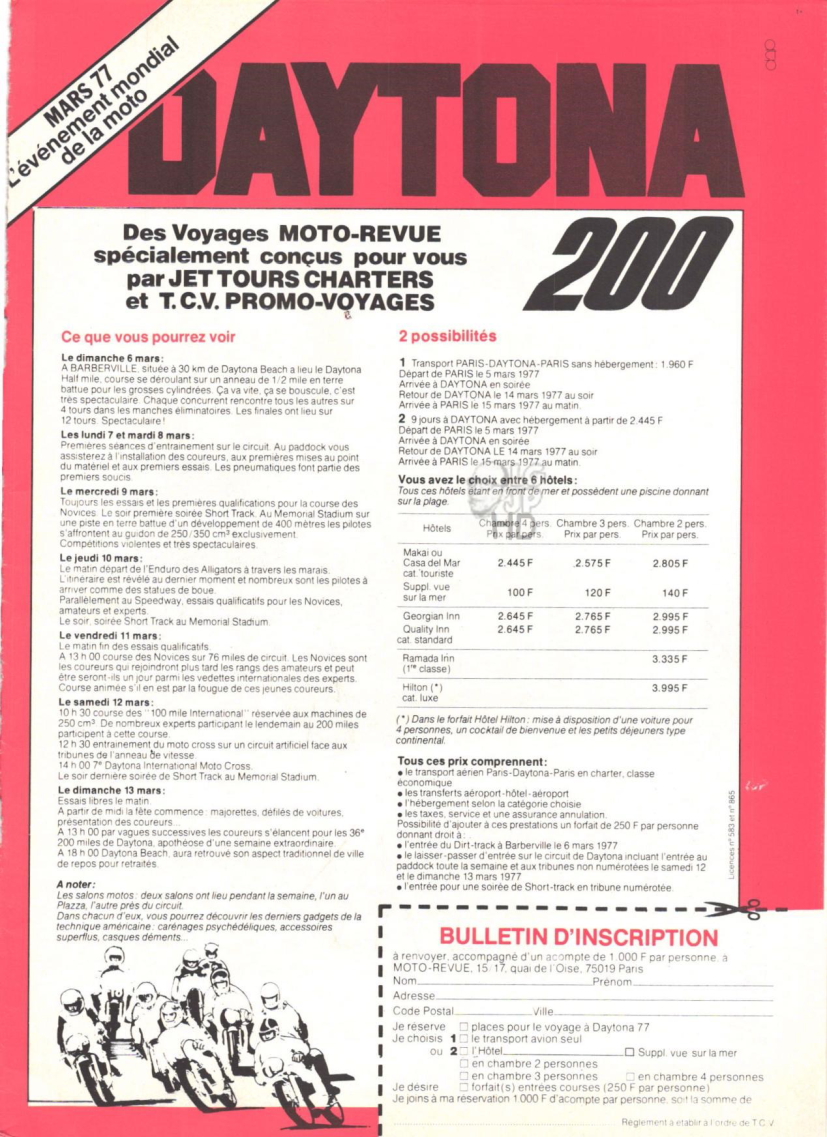 MARS 77
L'événement mondial
de la moto
DAYTONA
200
Des Voyages MOTO-REVUE
spécialement conçus pour vous
par JET TOURS CHARTERS
et T.C.V. PROMO-VOYAGES
Ce que vous pourrez voir
Le dimanche 6 mars:
A BARBERVILLE, située à 30 km de Daytona Beach a lieu le Daytona
Half mile, course se déroulant sur un anneau de 1/2 mile en terre
battue pour les grosses cylindrées. Ça va vite, ça se bouscule, c'est
très spectaculaire. Chaque concurrent rencontre tous les autres sur
4 tours dans les manches éliminatoires. Les finales ont lieu sur
12 tours. Spectaculaire!
Les lundi 7 et mardi 8 mars:
Premières séances d'entrainement sur le circuit. Au paddock vous
assisterez à l'installation des coureurs, aux premières mises au point
du matériel et aux premiers essais. Les pneumatiques font partie des
premiers soucis.
Le mercredi 9 mars:
Toujours les essais et les premières qualifications pour la course des
Novices. Le soir première soirée Short Track. Au Memorial Stadium sur
une piste en terre battue d'un développement de 400 mètres les pilotes
s'affrontent au guidon de 250/350 cm³ exclusivement.
Compétitions violentes et très spectaculaires.
Le jeudi 10 mars:
Le matin départ de l'Enduro des Alligators à travers les marais.
L'itinéraire est révélé au dernier moment et nombreux sont les pilotes à
arriver comme des statues de boue.
Parallèlement au Speedway, essais qualificatifs pour les Novices,
amateurs et experts.
Le soir, soirée Short Track au Memorial Stadium.
Le vendredi 11 mars:
Le matin fin des essais qualificatifs.
A 13 h 00 course des Novices sur 76 miles de circuit. Les Novices sont
les coureurs qui rejoindront plus tard les rangs des amateurs et peut
être seront-ils un jour parmi les vedettes internationales des experts.
Course animée s'il en est par la fougue de ces jeunes coureurs.
Le samedi 12 mars:
10 h 30 course des "100 mile International" réservée aux machines de
250 cm³. De nombreux experts participant le lendemain au 200 miles
participent à cette course.
12 h 30 entrainement du moto cross sur un circuit artificiel face aux
tribunes de l'anneau de vitesse.
14 h 00 7e Daytona International Moto Cross.
Le soir dernière soirée de Short Track au Memorial Stadium.
Le dimanche 13 mars:
Essais libres le matin.
A partir de midi la fête commence : majorettes, défilés de voitures,
présentation des coureurs...
A 13 h 00 par vagues successives les coureurs s'élancent pour les 36e
200 miles de Daytona, apothéose d'une semaine extraordinaire.
A 18 h 00 Daytona Beach, aura retrouvé son aspect traditionnel de ville
de repos pour retraités.
A noter:
Les salons motos : deux salons ont lieu pendant la semaine, l'un au
Plazza, l'autre près du circuit.
Dans chacun d'eux, vous pourrez découvrir les derniers gadgets de la
technique américaine : carénages psychédéliques, accessoires
superflus, casques déments...
2 possibilités
1 Transport PARIS-DAYTONA-PARIS sans hébergement : 1.960 F
Départ de PARIS le 5 mars 1977
Arrivée à DAYTONA en soirée
Retour de DAYTONA le 14 mars 1977 au soir
Arrivée à PARIS le 15 mars 1977 au matin.
2 9 jours à DAYTONA avec hébergement à partir de 2.445 F
Départ de PARIS le 5 mars 1977
Arrivée à DAYTONA en soirée
Retour de DAYTONA LE 14 mars 1977 au soir
Arrivée à PARIS le 15 mars 1977 au matin.
Vous avez le choix entre 6 hôtels:
Tous ces hôtels étant en front de mer et possèdent une piscine donnant
sur la plage.
Hôtels Chambre 4 pers. Chambre 3 pers. Chambre 2 pers.
Prix par pers. Prix par pers. Prix par pers.
Makai ou
Casa del Mar 2.445 F 2.575 F 2.805 F
cat. touriste
Suppl. vue
sur la mer 100 F 120 F 140 F
Georgian Inn 2.645 F 2.765 F 2.995 F
Quality Inn 2.645 F 2.765 F 2.995 F
cat. standard
Ramada Inn 3.335 F
(1re classe)
Hilton (*) 3.995 F
cat. luxe
(*) Dans le forfait Hôtel Hilton : mise à disposition d'une voiture pour
4 personnes, un cocktail de bienvenue et les petits déjeuners type
continental.
Tous ces prix comprennent:
• le transport aérien Paris-Daytona-Paris en charter, classe
économique
• les transferts aéroport-hôtel-aéroport
• l'hébergement selon la catégorie choisie
• les taxes, service et une assurance annulation.
Possibilité d'ajouter à ces prestations un forfait de 250 F par personne
donnant droit à :
• l'entrée du Dirt-track à Barberville le 6 mars 1977
• le laisser-passer d'entrée sur le circuit de Daytona incluant l'entrée au
paddock toute la semaine et aux tribunes non numérotées le samedi 12
et le dimanche 13 mars 1977
• l'entrée pour une soirée de Short-track en tribune numérotée.
Licences n° 583 et n° 865
BULLETIN D'INSCRIPTION
à renvoyer, accompagné d'un acompte de 1.000 F par personne, à
MOTO-REVUE, 15/17, quai de l'Oise, 75019 Paris
Nom Prénom
Adresse
Code Postal Ville
Je réserve □ places pour le voyage à Daytona 77
Je choisis 1 □ le transport avion seul
ou 2 □ l'Hôtel □ Suppl. vue sur la mer
□ en chambre 2 personnes
□ en chambre 3 personnes □ en chambre 4 personnes
Je désire □ forfait(s) entrées courses (250 F par personne)
Je joins à ma réservation 1.000 F d'acompte par personne, soit la somme de
Règlement à établir à l'ordre de T.C.V.